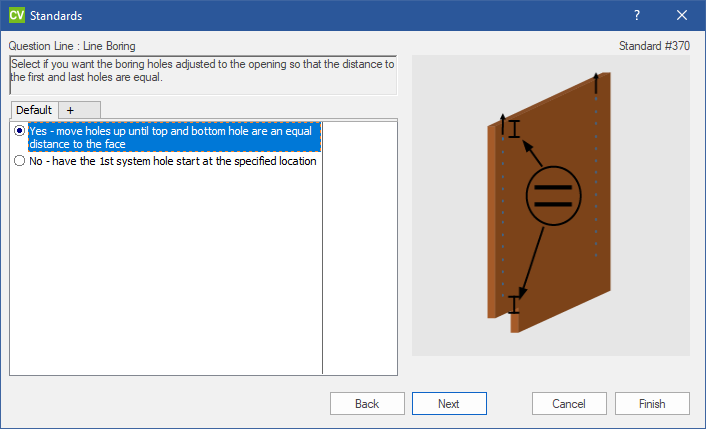 CV Standards ? ×
Question Line : Line Boring Standard #370
Select if you want the boring holes adjusted to the opening so that the distance to
the first and last holes are equal.
Default +
Yes - move holes up until top and bottom hole are an equal
distance to the face
No - have the 1st system hole start at the specified location
Back Next Cancel Finish